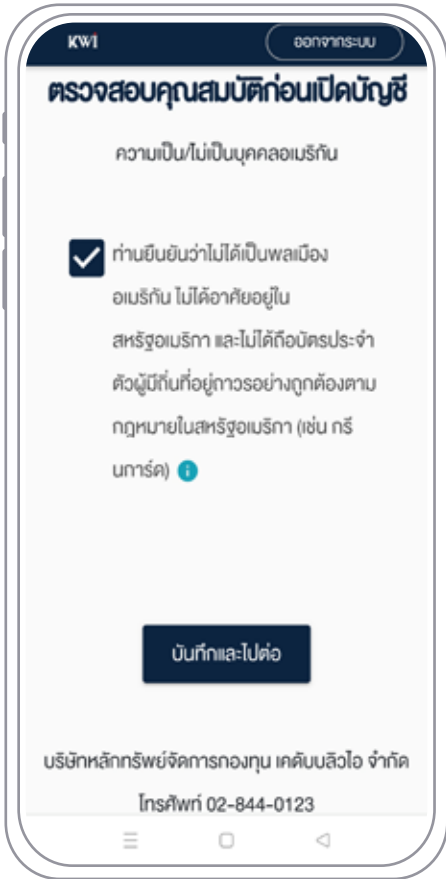 KWI
ออกจากระบบ
ตรวจสอบคุณสมบัติก่อนเปิดบัญชี
ความเป็น/ไม่เป็นบุคคลอเมริกัน
ท่านยืนยันว่าไม่ได้เป็นพลเมือง
อเมริกัน ไม่ได้อาศัยอยู่ใน
สหรัฐอเมริกา และไม่ได้ถือบัตรประจำ
ตัวผู้มีถิ่นที่อยู่ถาวรอย่างถูกต้องตาม
กฎหมายในสหรัฐอเมริกา (เช่น กรี
นการ์ด)
บันทึกและไปต่อ
บริษัทหลักทรัพย์จัดการกองทุน เคดับบลิวไอ จำกัด
โทรศัพท์ 02-844-0123